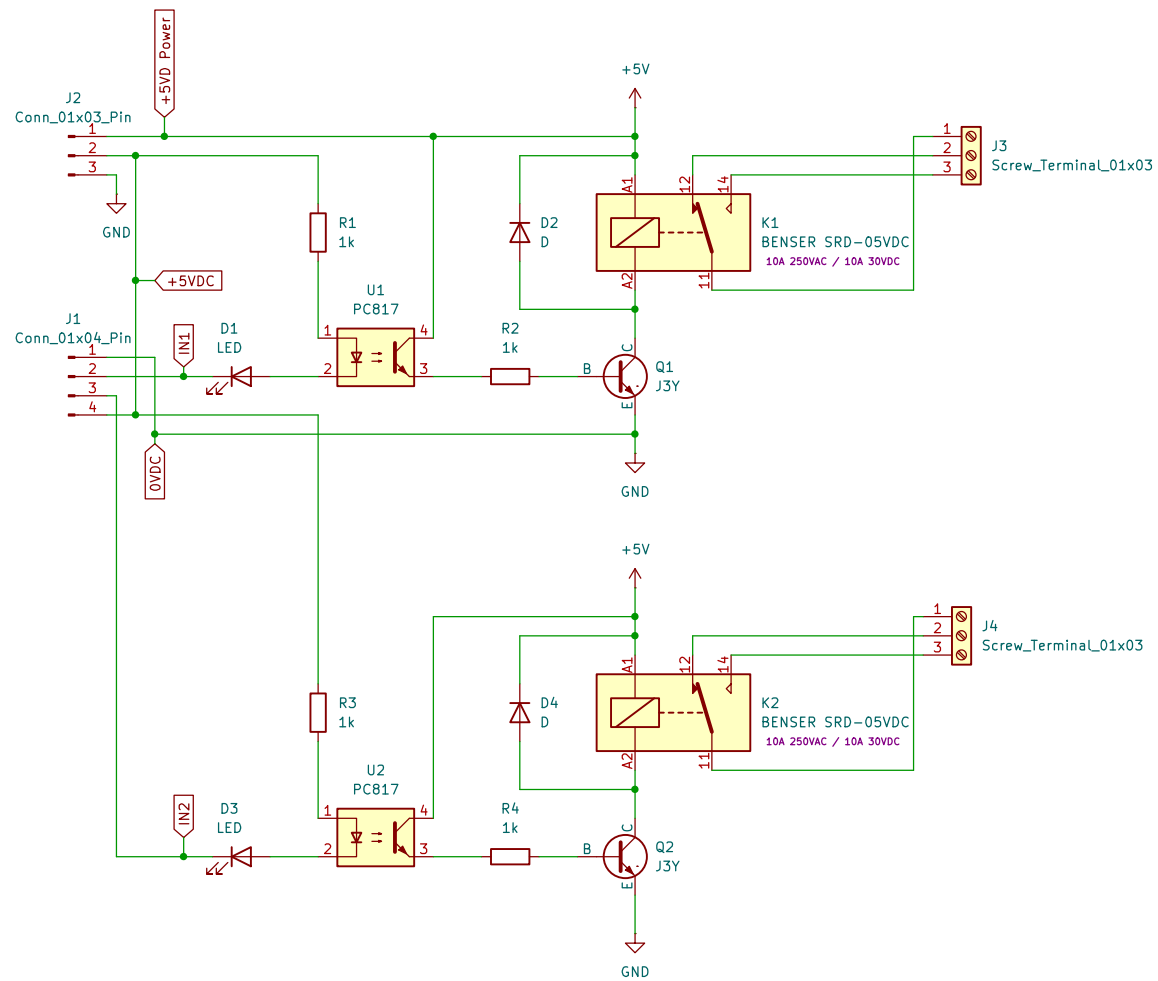 +5VD Power
J2
Conn_01x03_Pin
1
2
3
GND
+5VDC
J1
Conn_01x04_Pin
1
2
3
4
IN1
D1
LED
0VDC
R1
1k
U1
PC817
1
2
4
3
R2
1k
+5V
D2
D
A1
A2
12
14
11
K1
BENSER SRD-05VDC
10A 250VAC / 10A 30VDC
1
2
3
J3
Screw_Terminal_01x03
B
C
E
Q1
J3Y
GND
R3
1k
IN2
D3
LED
U2
PC817
1
2
4
3
R4
1k
+5V
D4
D
A1
A2
12
14
11
K2
BENSER SRD-05VDC
10A 250VAC / 10A 30VDC
1
2
3
J4
Screw_Terminal_01x03
B
C
E
Q2
J3Y
GND